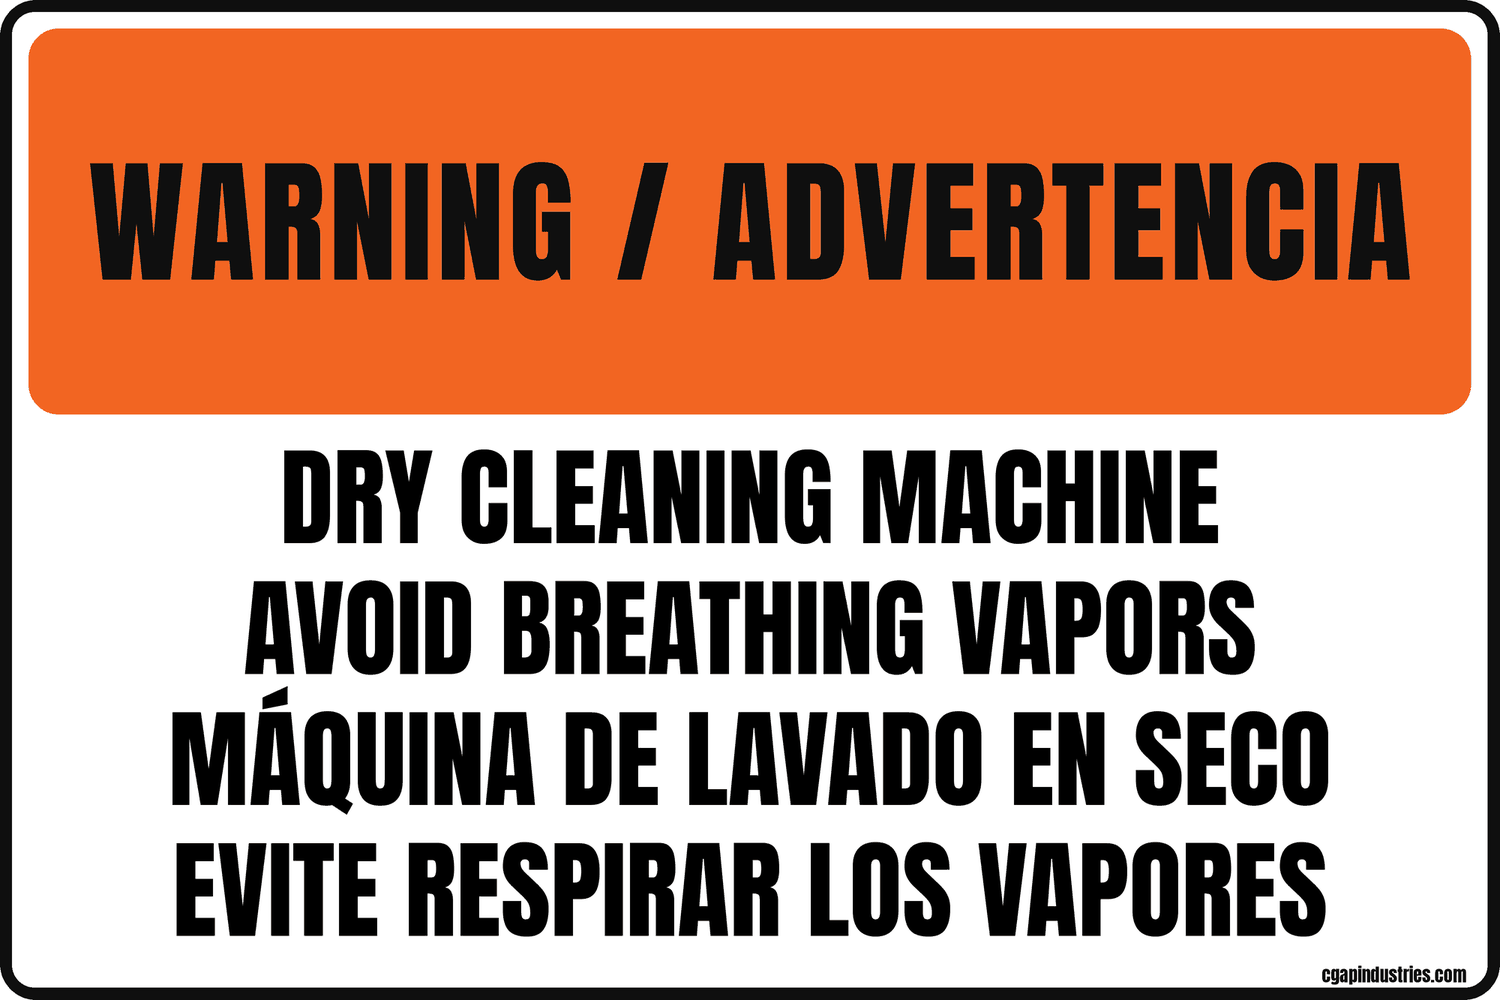 WARNING / ADVERTENCIA
DRY CLEANING MACHINE
AVOID BREATHING VAPORS
MÁQUINA DE LAVADO EN SECO
EVITE RESPIRAR LOS VAPORES
cgapindustries.com